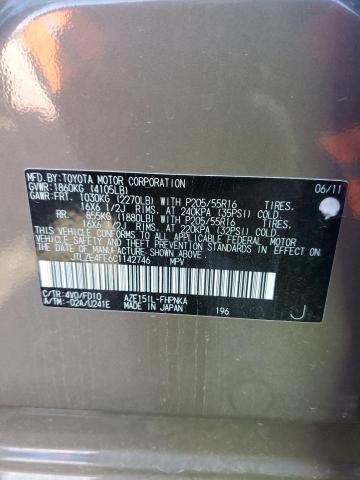 MFD.BY:TOYOTA MOTOR CORPORATION 06/11
GVWR:1860KG (4105LB)
GAWR:FRT. 1030KG (2270LB) WITH P205/55R16 TIRES.
16X6 1/2J RIMS. AT 240KPA (35PSI) COLD.
RR. 855KG (1880LB) WITH P205/55R16 TIRES.
16X6 1/2J RIMS. AT 220KPA (32PSI) COLD.
THIS VEHICLE CONFORMS TO ALL APPLICABLE FEDERAL MOTOR VEHICLE
SAFETY STANDARDS IN EFFECT ON THE DATE OF MANUFACTURE SHOWN ABOVE.
JTLZE4FE6C1142746 MPV
C/TR:4V0/FD10 AZE151L-FHPNKA
A/TM:-02A/U241E MADE IN JAPAN 196 J